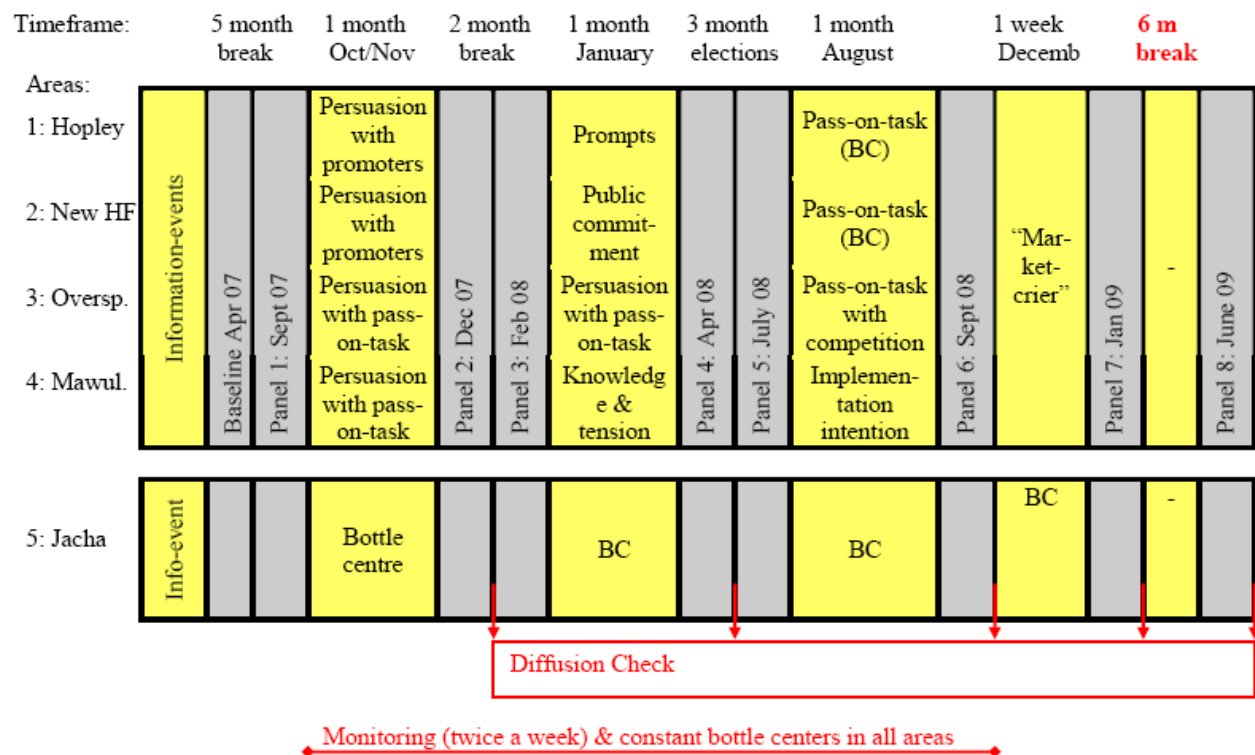 Timeframe:
5 month
break
1 month
Oct/Nov
2 month
break
1 month
January
3 month
elections
1 month
August
1 week
Decemb
6 m
break
Areas:
1: Hopley
2: New HF
3: Oversp.
4: Mawul.
Information-events
Baseline Apr 07
Panel 1: Sept 07
Persuasion
with
promoters
Persuasion
with
promoters
Persuasion
with pass-
on-task
Persuasion
with pass-
on-task
Panel 2: Dec 07
Panel 3: Feb 08
Prompts
Public
commit-
ment
Persuasion
with pass-
on-task
Knowledg
e &
tension
Panel 4: Apr 08
Panel 5: July 08
Pass-on-task
(BC)
Pass-on-task
(BC)
Pass-on-task
with
competition
Implemen-
tation
intention
Panel 6: Sept 08
“Mar-
ket-
crier”
Panel 7: Jan 09
-
Panel 8: June 09
5: Jacha
Info-event
Bottle
centre
BC
BC
BC
-
Diffusion Check
Monitoring (twice a week) & constant bottle centers in all areas